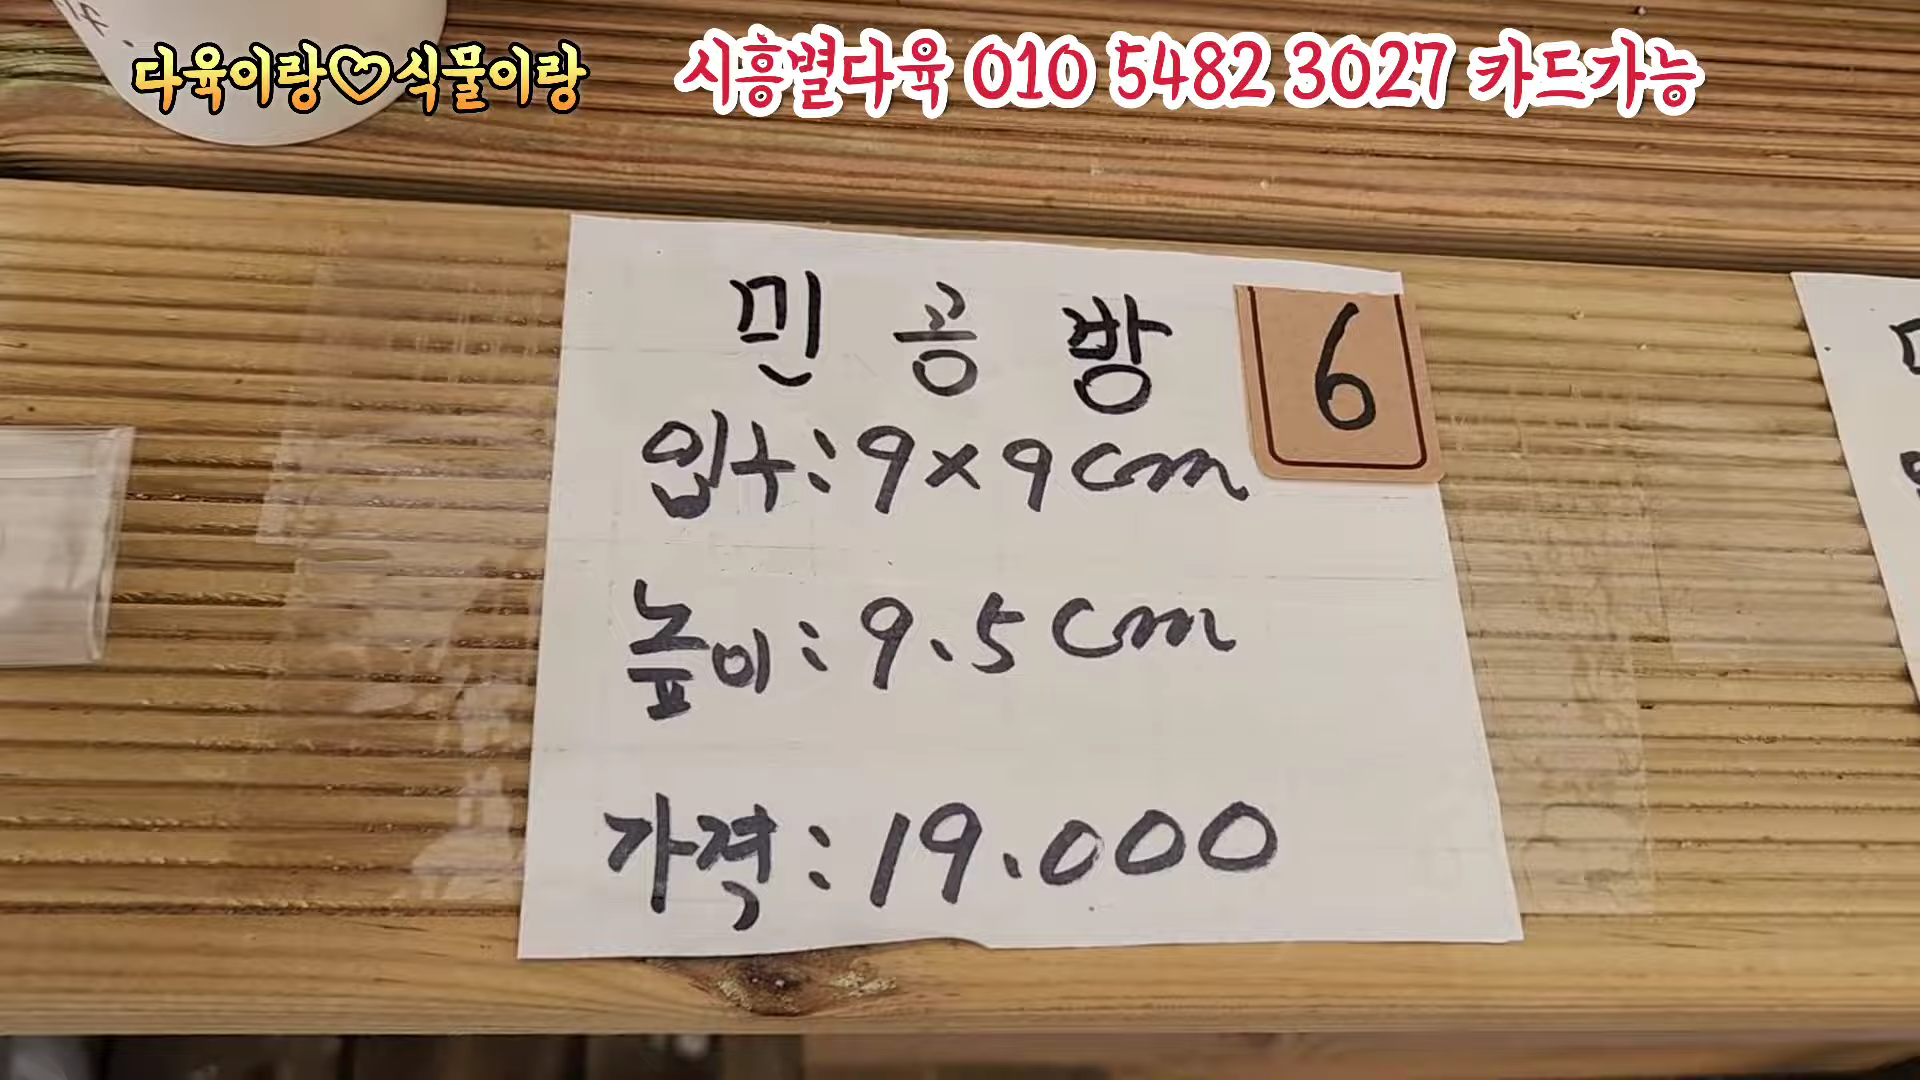 다육이랑♡식물이랑
시흥별다육 010 5482 3027 카드가능
민공방
6
입구: 9×9cm
높이: 9.5cm
가격: 19.000